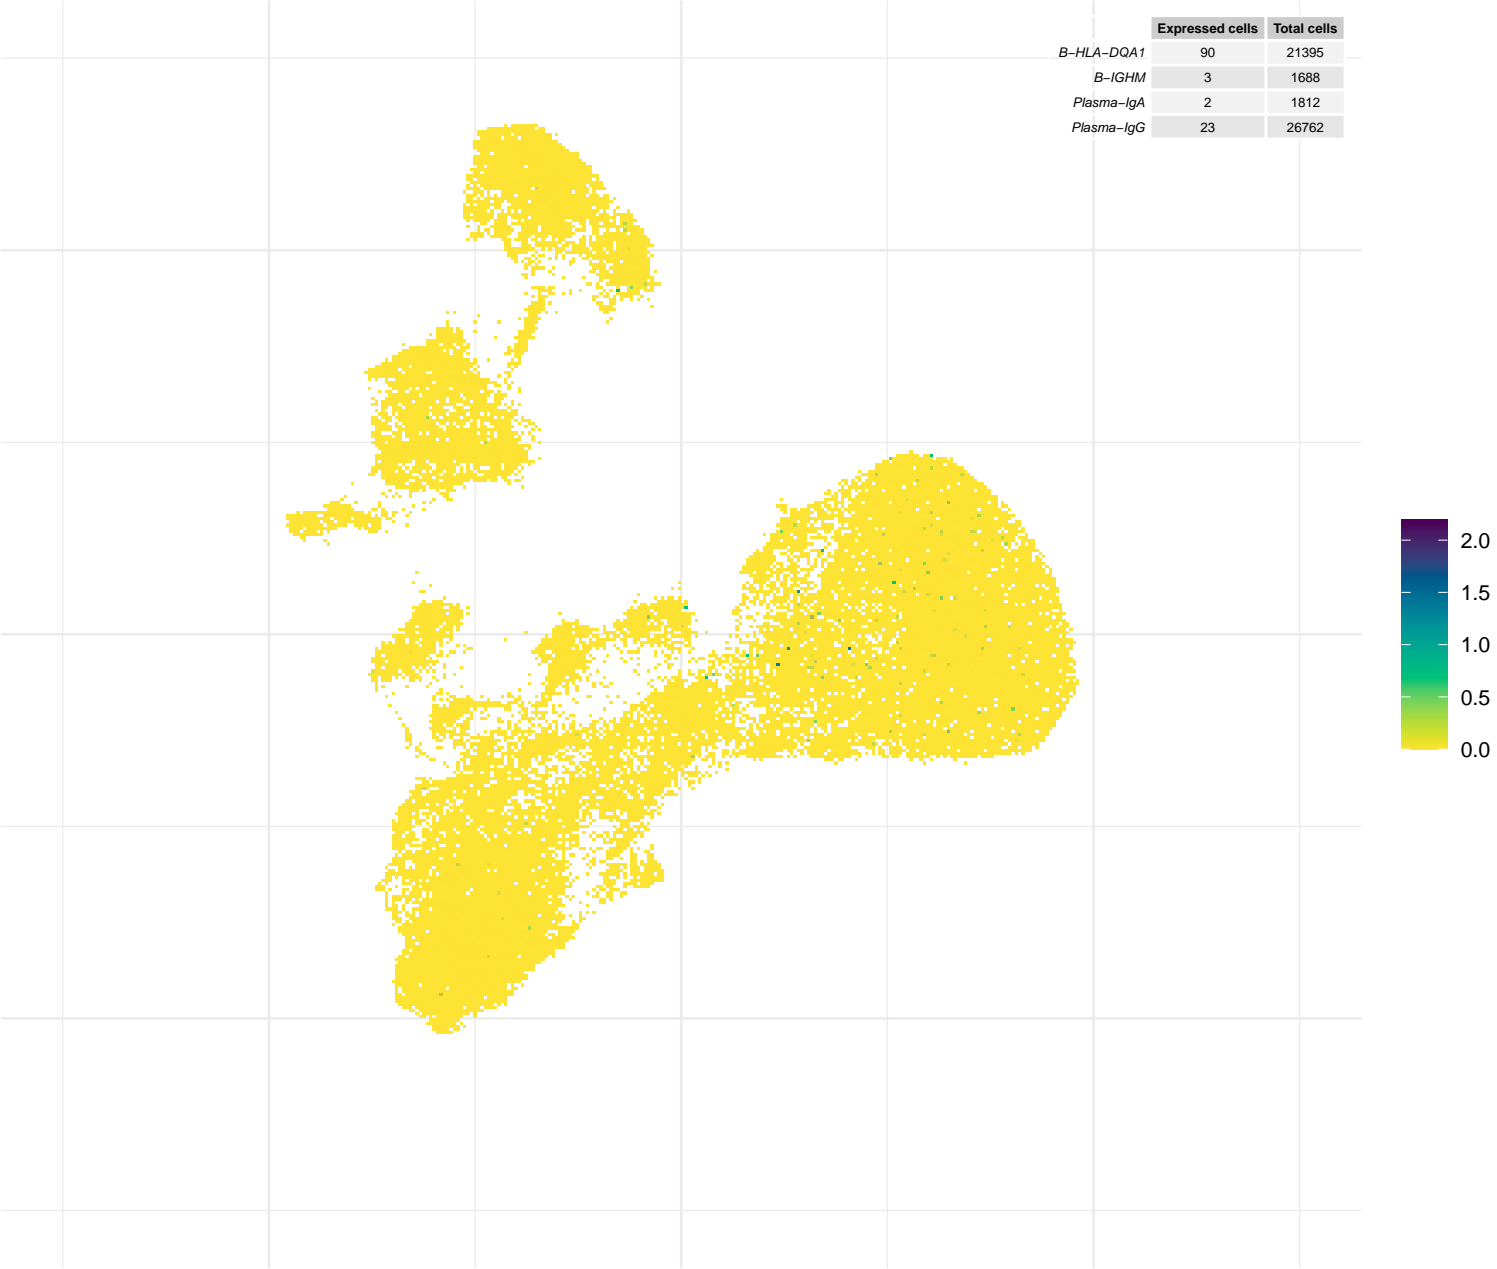 Expressed cells Total cells
B−HLA−DQA1 90 21395
B−IGHM 3 1688
Plasma−IgA 2 1812
Plasma−IgG 23 26762
2.0
1.5
1.0
0.5
0.0